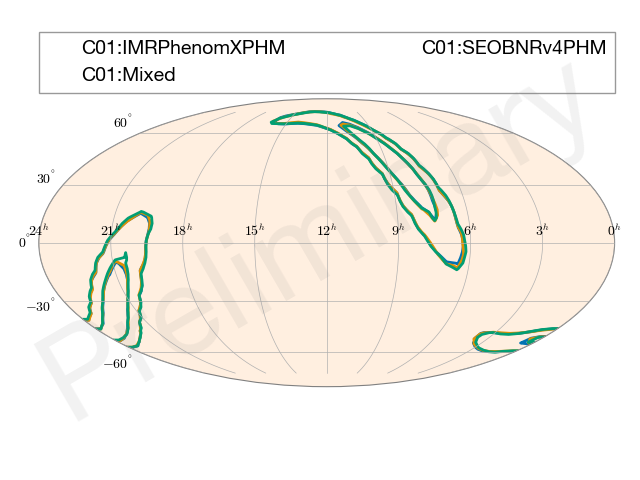 C01:IMRPhenomXPHM C01:SEOBNRv4PHM
C01:Mixed
60°
30°
24h 21h 18h 15h 12h 9h 6h 3h 0h
0°
−30°
−60°
Preliminary